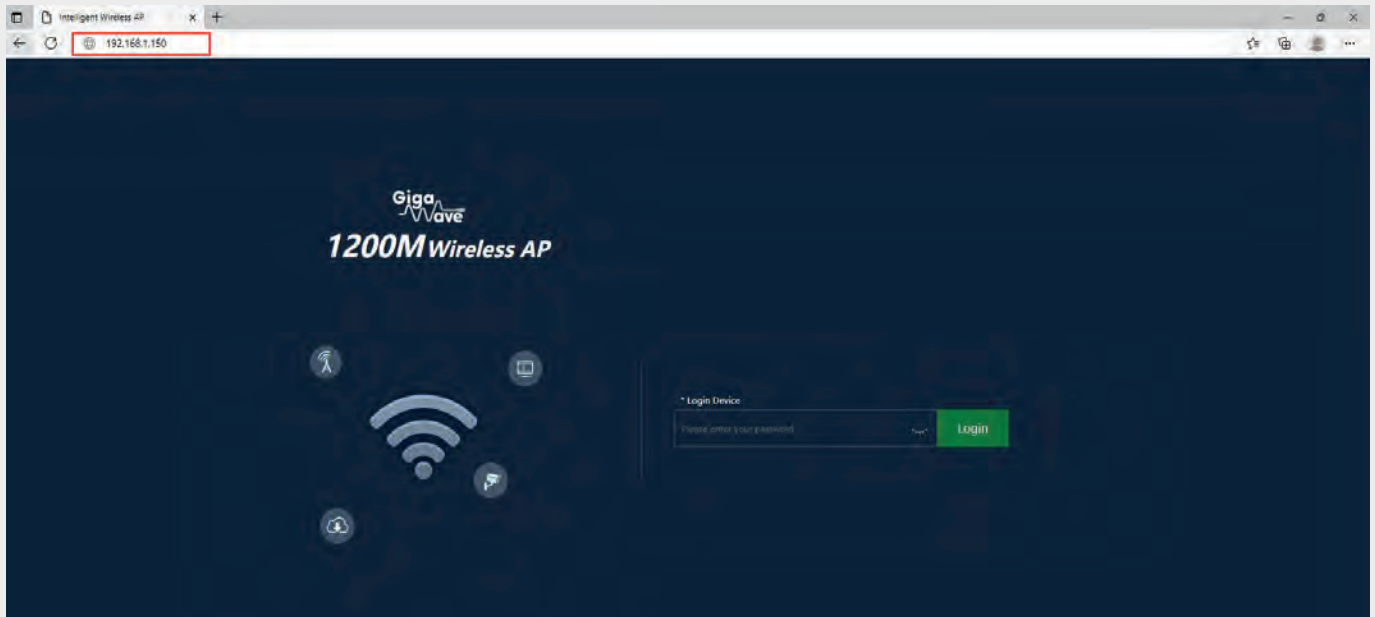 Intelligent Wireless AP
192.168.1.150
Giga
Wave
1200M Wireless AP
* Login Device
Please enter your password
Login